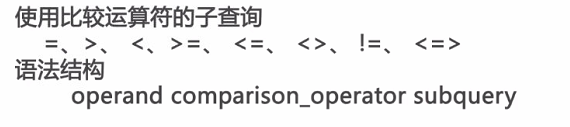 使用比较运算符的子查询
=、>、<、>=、<=、<>、!=、<=>
语法结构
operand comparison_operator subquery